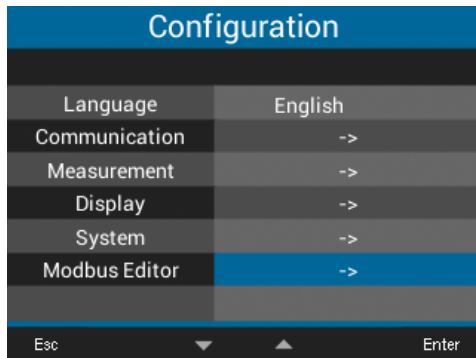 Configuration
Language English
Communication ->
Measurement ->
Display ->
System ->
Modbus Editor ->
Esc Enter